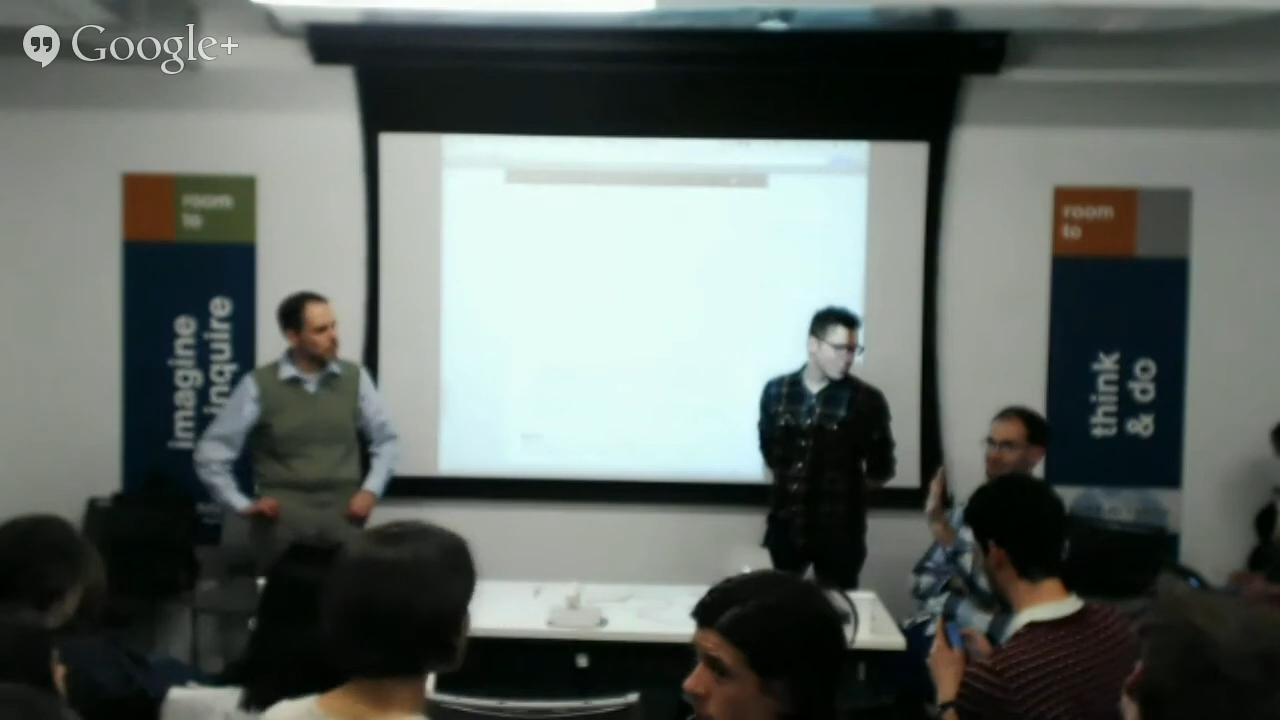 Google+
room
to
imagine
inquire
room
to
think
& do